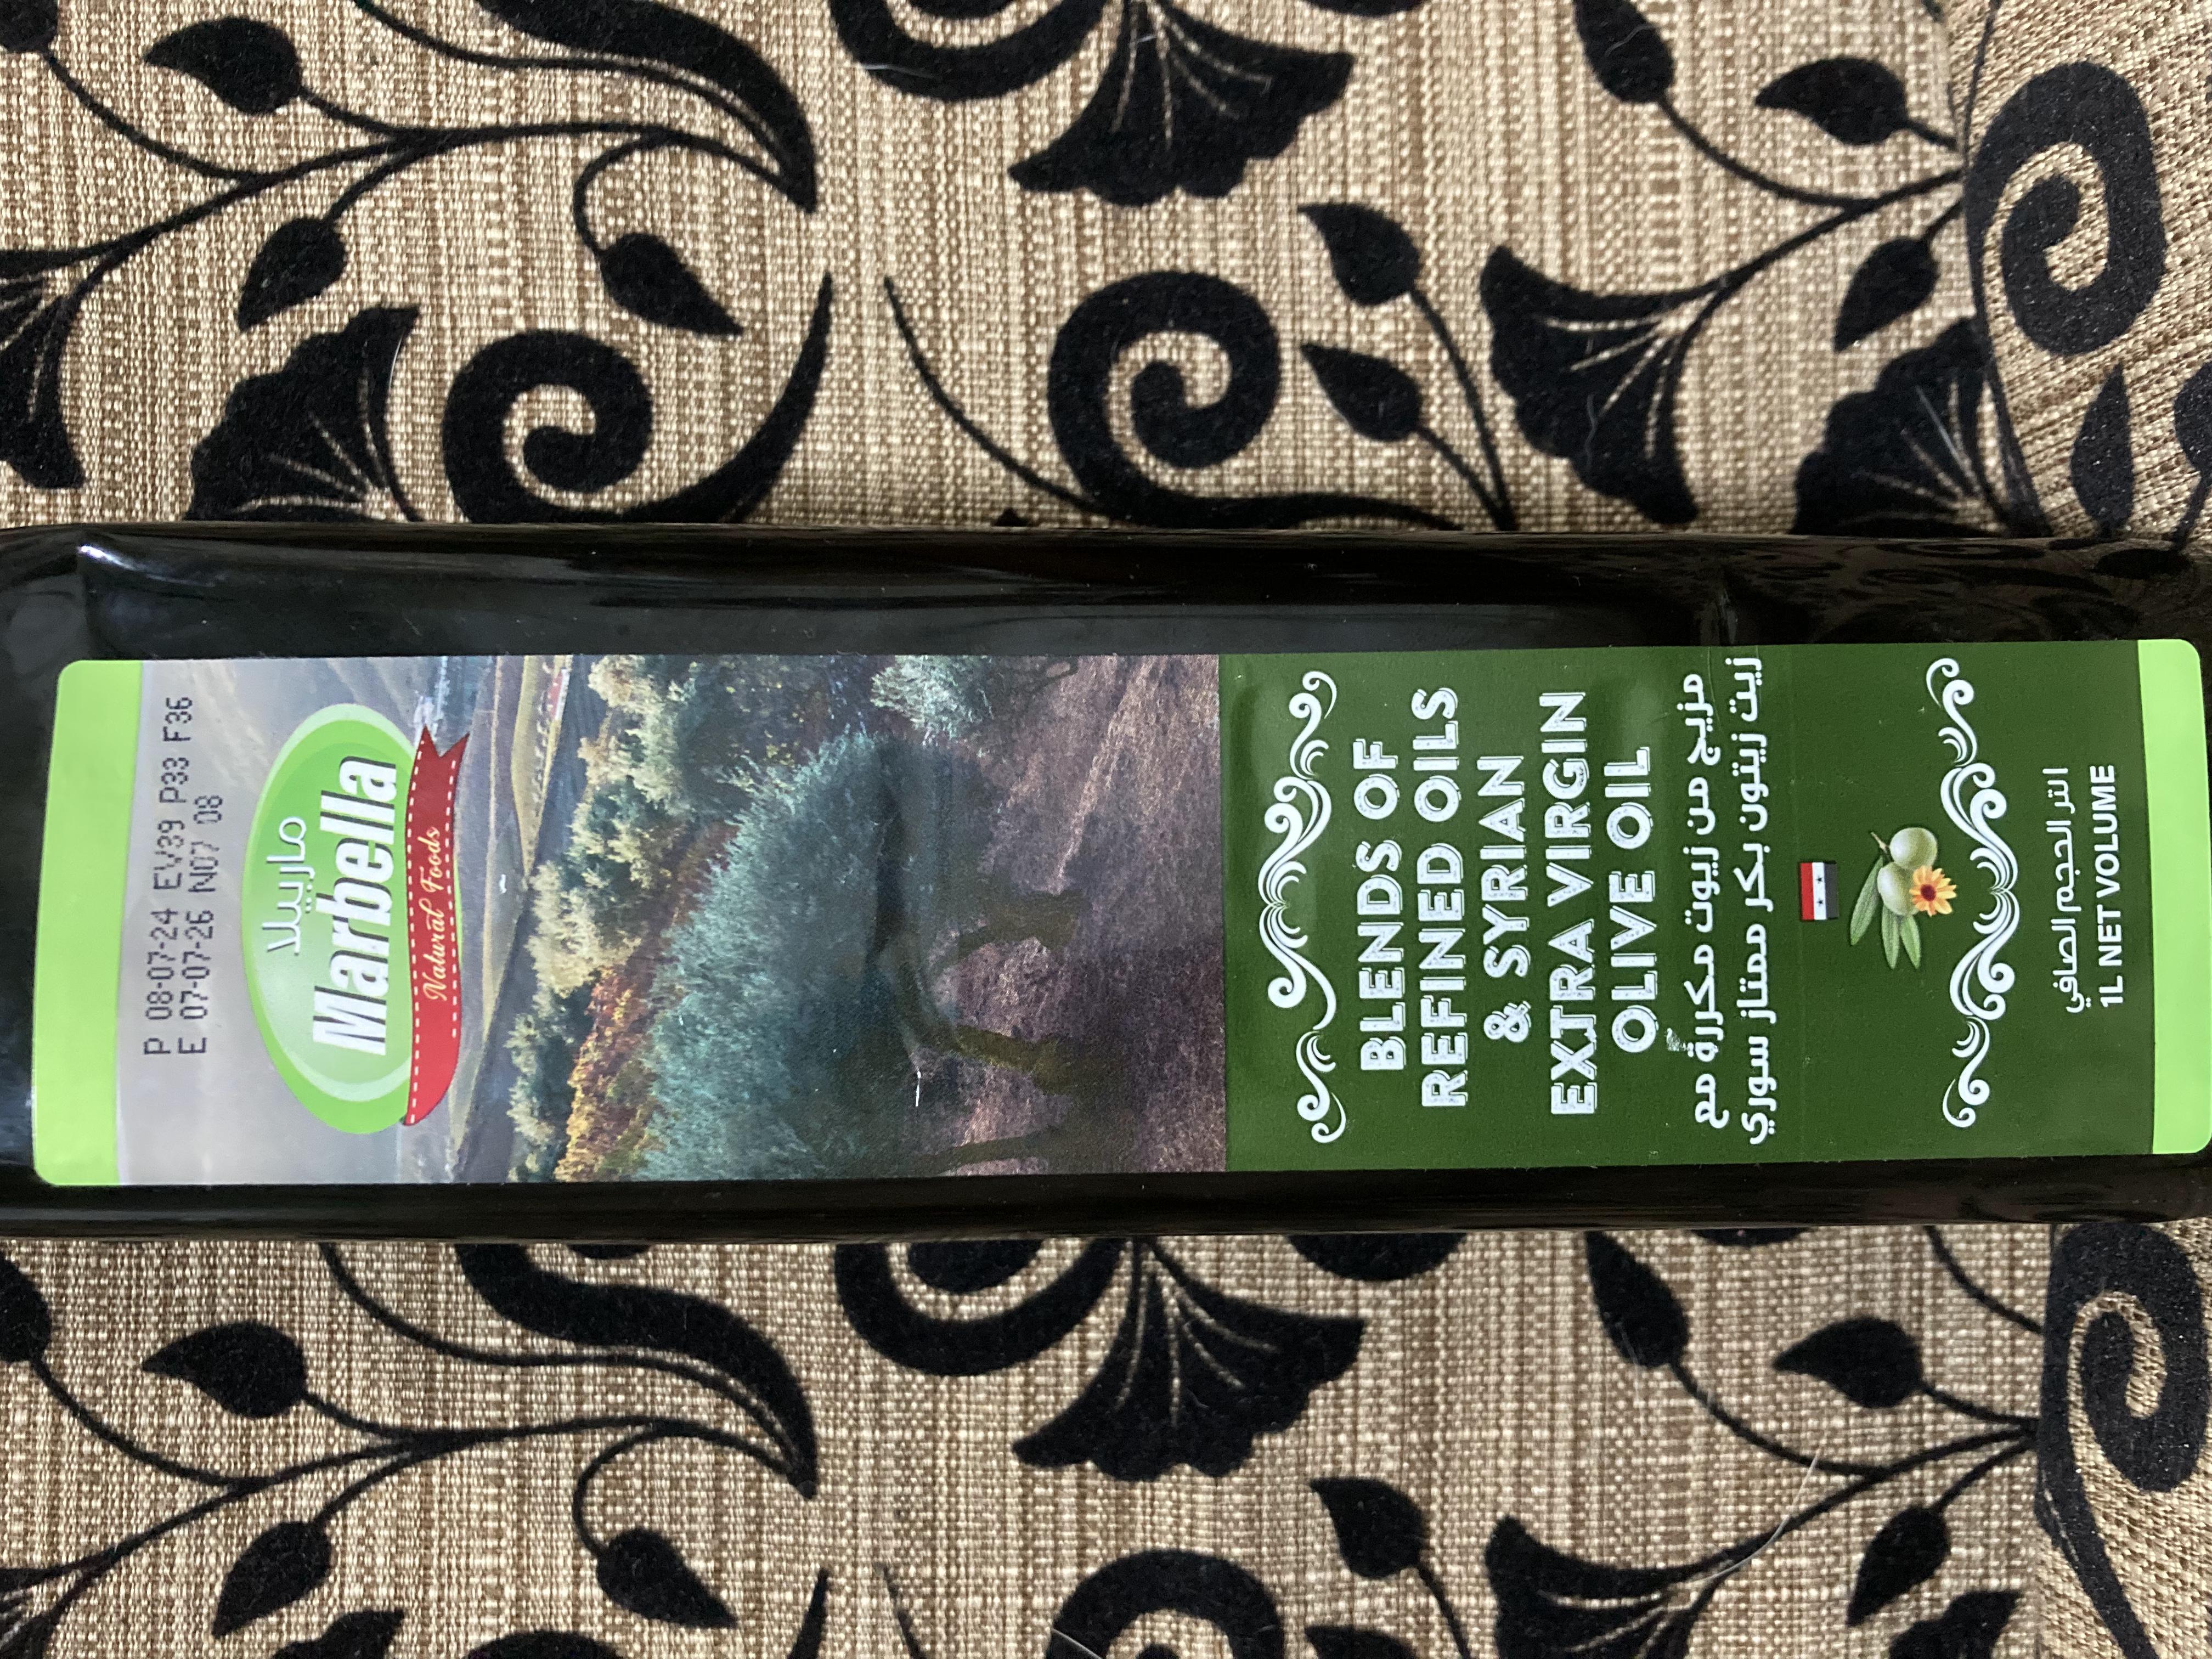 P 08-07-24 EV39 P33 F36
E 07-07-26 N07 08
ماربيلا
Marbella
Natural Foods
BLENDS OF
REFINED OILS
& SYRIAN
EXTRA VIRGIN
OLIVE OIL
مزيج من زيوت مكررة مع
زيت زيتون بكر ممتاز سوري
١ لتر الحجم الصافي
1L NET VOLUME